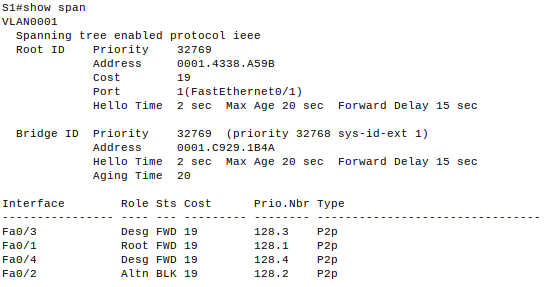 S1#show span
VLAN0001
  Spanning tree enabled protocol ieee
  Root ID    Priority    32769
             Address     0001.4338.A59B
             Cost        19
             Port        1(FastEthernet0/1)
             Hello Time  2 sec  Max Age 20 sec  Forward Delay 15 sec

  Bridge ID  Priority    32769  (priority 32768 sys-id-ext 1)
             Address     0001.C929.1B4A
             Hello Time  2 sec  Max Age 20 sec  Forward Delay 15 sec
             Aging Time  20

Interface        Role Sts Cost      Prio.Nbr Type
---------------- ---- --- --------- -------- --------------------------------
Fa0/3            Desg FWD 19        128.3    P2p
Fa0/1            Root FWD 19        128.1    P2p
Fa0/4            Desg FWD 19        128.4    P2p
Fa0/2            Altn BLK 19        128.2    P2p